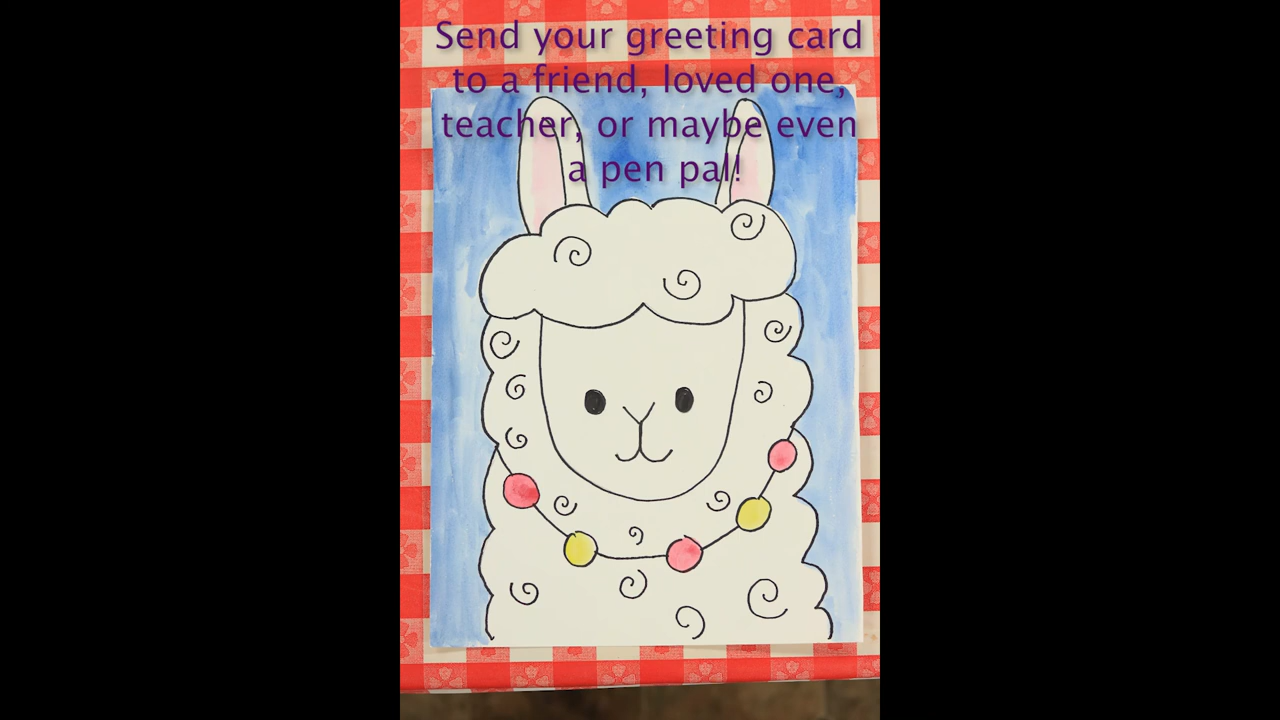 Send your greeting card
to a friend, loved one,
teacher, or maybe even
a pen pal!